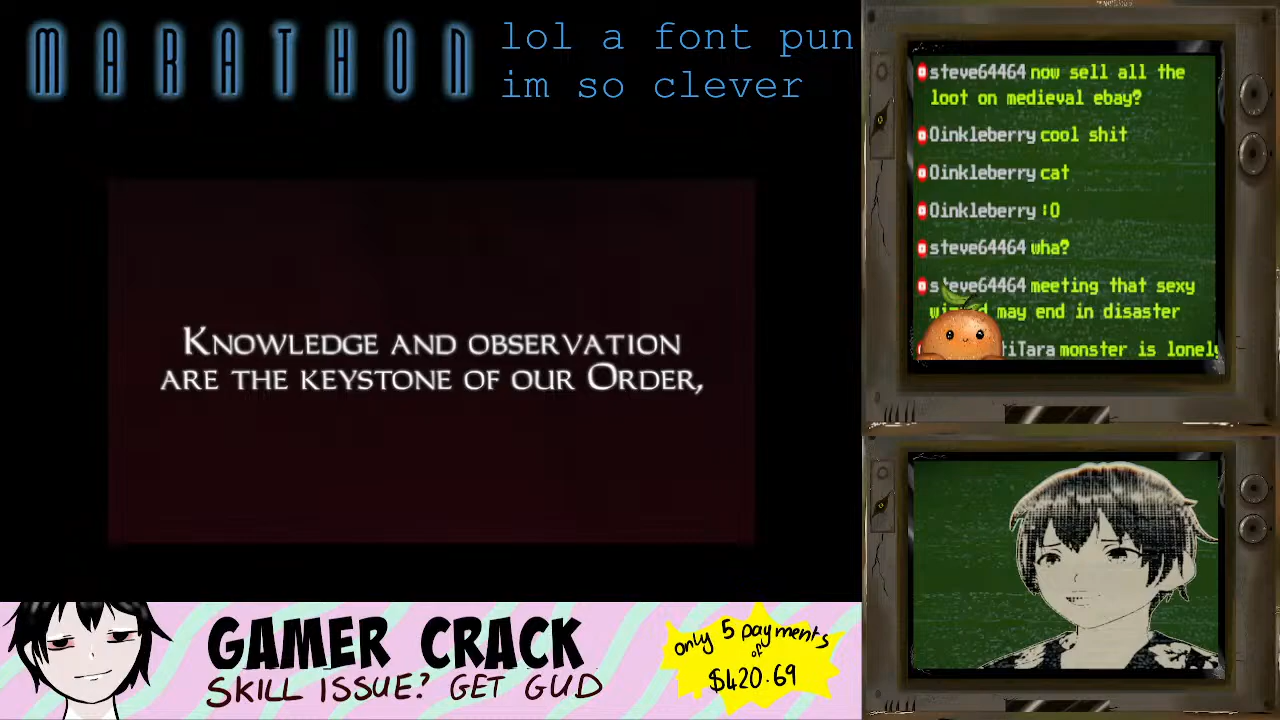 MARATHON
lol a font pun
im so clever
KNOWLEDGE AND OBSERVATION
ARE THE KEYSTONE OF OUR ORDER,
steve64464 now sell all the
loot on medieval ebay?
Oinkleberry cool shit
Oinkleberry cat
Oinkleberry :O
steve64464 wha?
steve64464 meeting that sexy
may end in disaster
monster is lonely
GAMER CRACK
SKILL ISSUE? GET GUD
only 5 payments
of
$420.69